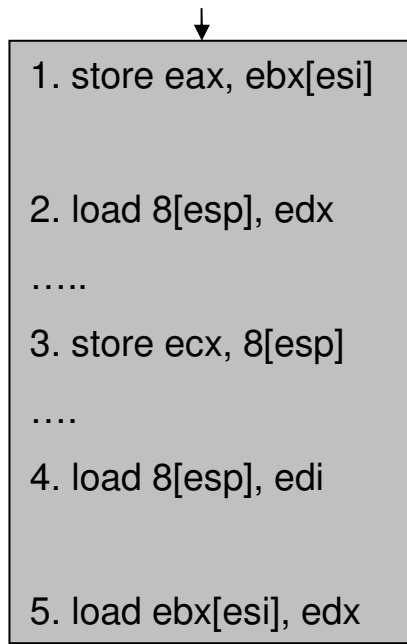 1. store eax, ebx[esi]
2. load 8[esp], edx
.....
3. store ecx, 8[esp]
....
4. load 8[esp], edi
5. load ebx[esi], edx